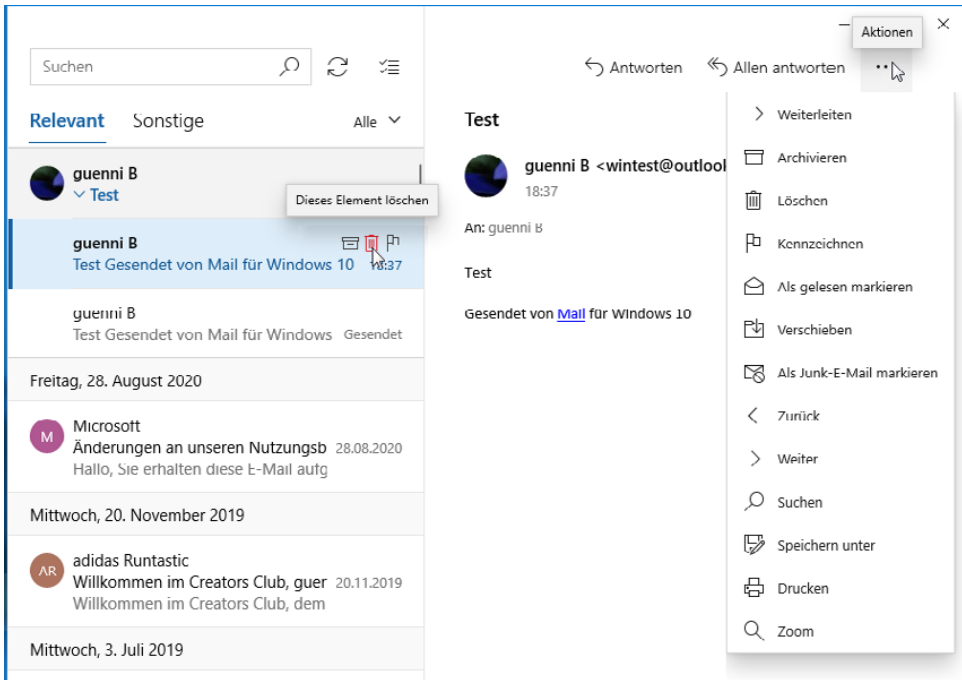 Aktionen
Suchen
Antworten
Allen antworten
Relevant
Sonstige
Alle
guenni B
Test
Dieses Element löschen
guenni B
Test Gesendet von Mail für Windows 10
18:37
guenni B
Test Gesendet von Mail für Windows
Gesendet
Freitag, 28. August 2020
M
Microsoft
Änderungen an unseren Nutzungsb
28.08.2020
Hallo, Sie erhalten diese E-Mail aufg
Mittwoch, 20. November 2019
AR
adidas Runtastic
Willkommen im Creators Club, guer
20.11.2019
Willkommen im Creators Club, dem
Mittwoch, 3. Juli 2019
Test
guenni B <wintest@outlool
18:37
An: guenni B
Test
Gesendet von Mail für Windows 10
Weiterleiten
Archivieren
Löschen
Kennzeichnen
Als gelesen markieren
Verschieben
Als Junk-E-Mail markieren
Zurück
Weiter
Suchen
Speichern unter
Drucken
Zoom